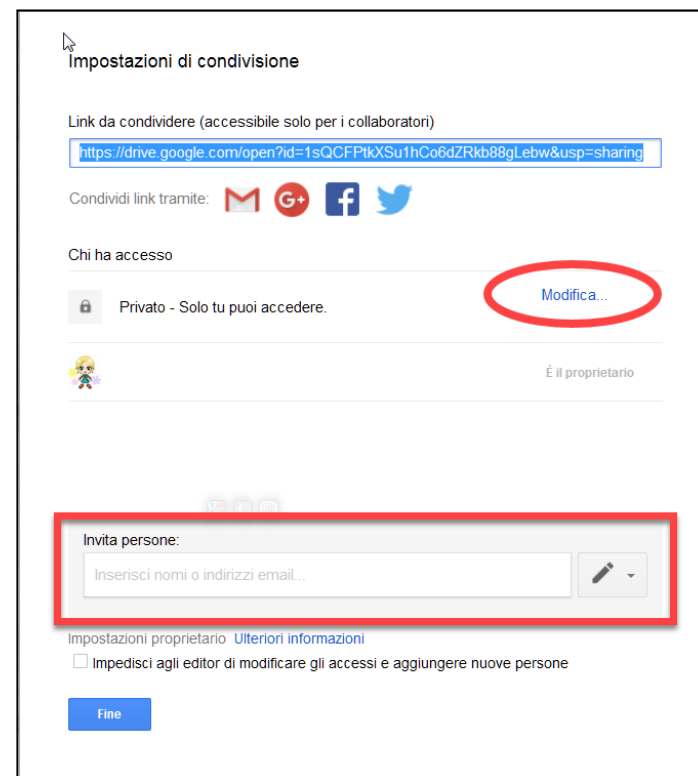 Impostazioni di condivisione
Link da condividere (accessibile solo per i collaboratori)
https://drive.google.com/open?id=1sQCFPtkXSu1hCo6dZRkb88gLebw&usp=sharing
Condividi link tramite: G+ f
Chi ha accesso
Privato - Solo tu puoi accedere. Modifica...
È il proprietario
Invita persone:
Inserisci nomi o indirizzi email...
Impostazioni proprietario Ulteriori informazioni
Impedisci agli editor di modificare gli accessi e aggiungere nuove persone
Fine